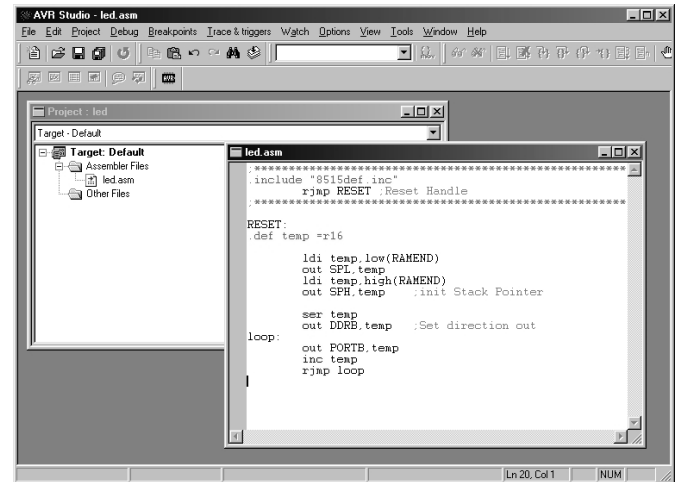 AVR Studio - led.asm
File Edit Project Debug Breakpoints Trace & triggers Watch Options View Tools Window Help
Project : led
Target - Default
Target: Default
Assembler Files
led.asm
Other Files
led.asm
;*****************************************************
.include "8515def.inc"
rjmp RESET ;Reset Handle
;*****************************************************
RESET:
.def temp =r16
ldi temp,low(RAMEND)
out SPL,temp
ldi temp,high(RAMEND)
out SPH,temp ;init Stack Pointer
ser temp
out DDRB,temp ;Set direction out
loop:
out PORTB,temp
inc temp
rjmp loop
Ln 20, Col 1 NUM